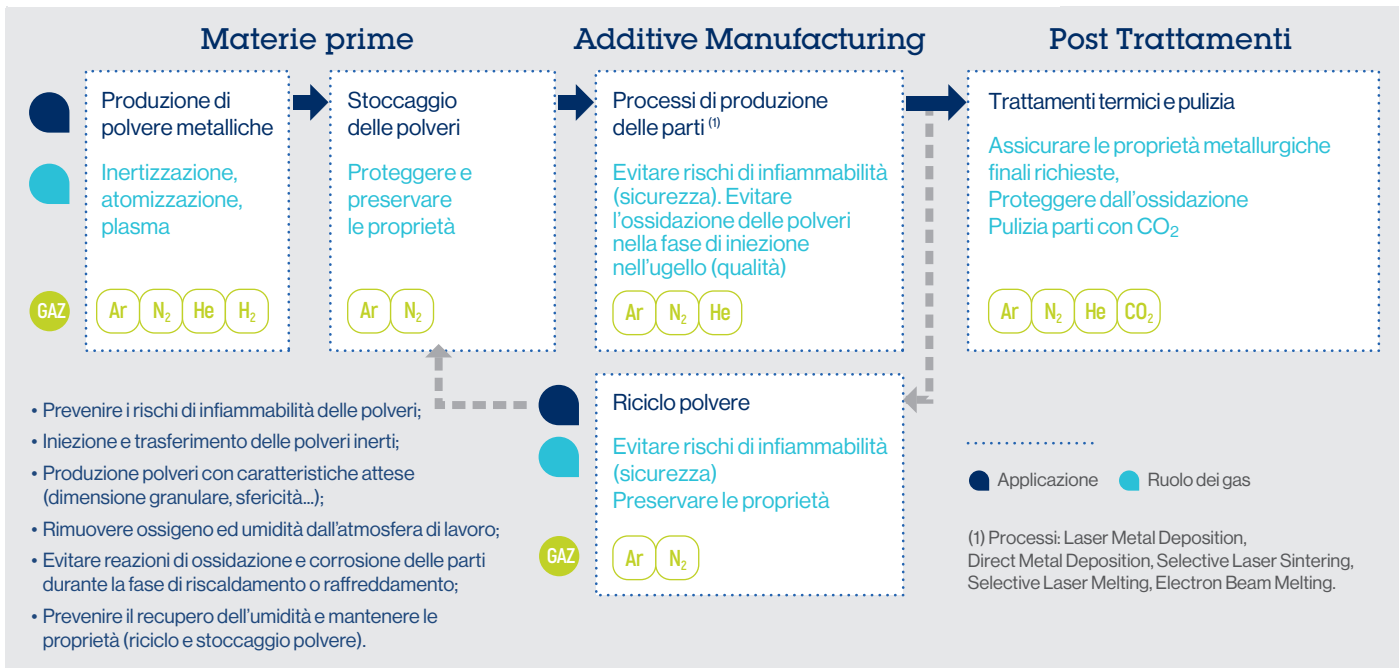 Materie prime
Additive Manufacturing
Post Trattamenti
Produzione di
polvere metalliche
Inertizzazione,
atomizzazione,
plasma
GAZ
Ar N₂ He H₂
Stoccaggio
delle polveri
Proteggere e
preservare
le proprietà
Ar N₂
Processi di produzione
delle parti (1)
Evitare rischi di infiammabilità
(sicurezza). Evitare
l'ossidazione delle polveri
nella fase di iniezione
nell'ugello (qualità)
Ar N₂ He
Trattamenti termici e pulizia
Assicurare le proprietà metallurgiche
finali richieste,
Proteggere dall'ossidazione
Pulizia parti con CO₂
Ar N₂ He CO₂
• Prevenire i rischi di infiammabilità delle polveri;
• Iniezione e trasferimento delle polveri inerti;
• Produzione polveri con caratteristiche attese
(dimensione granulare, sfericità...);
• Rimuovere ossigeno ed umidità dall'atmosfera di lavoro;
• Evitare reazioni di ossidazione e corrosione delle parti
durante la fase di riscaldamento o raffreddamento;
• Prevenire il recupero dell'umidità e mantenere le
proprietà (riciclo e stoccaggio polvere).
Riciclo polvere
Evitare rischi di infiammabilità
(sicurezza)
Preservare le proprietà
GAZ
Ar N₂
Applicazione Ruolo dei gas
(1) Processi: Laser Metal Deposition,
Direct Metal Deposition, Selective Laser Sintering,
Selective Laser Melting, Electron Beam Melting.